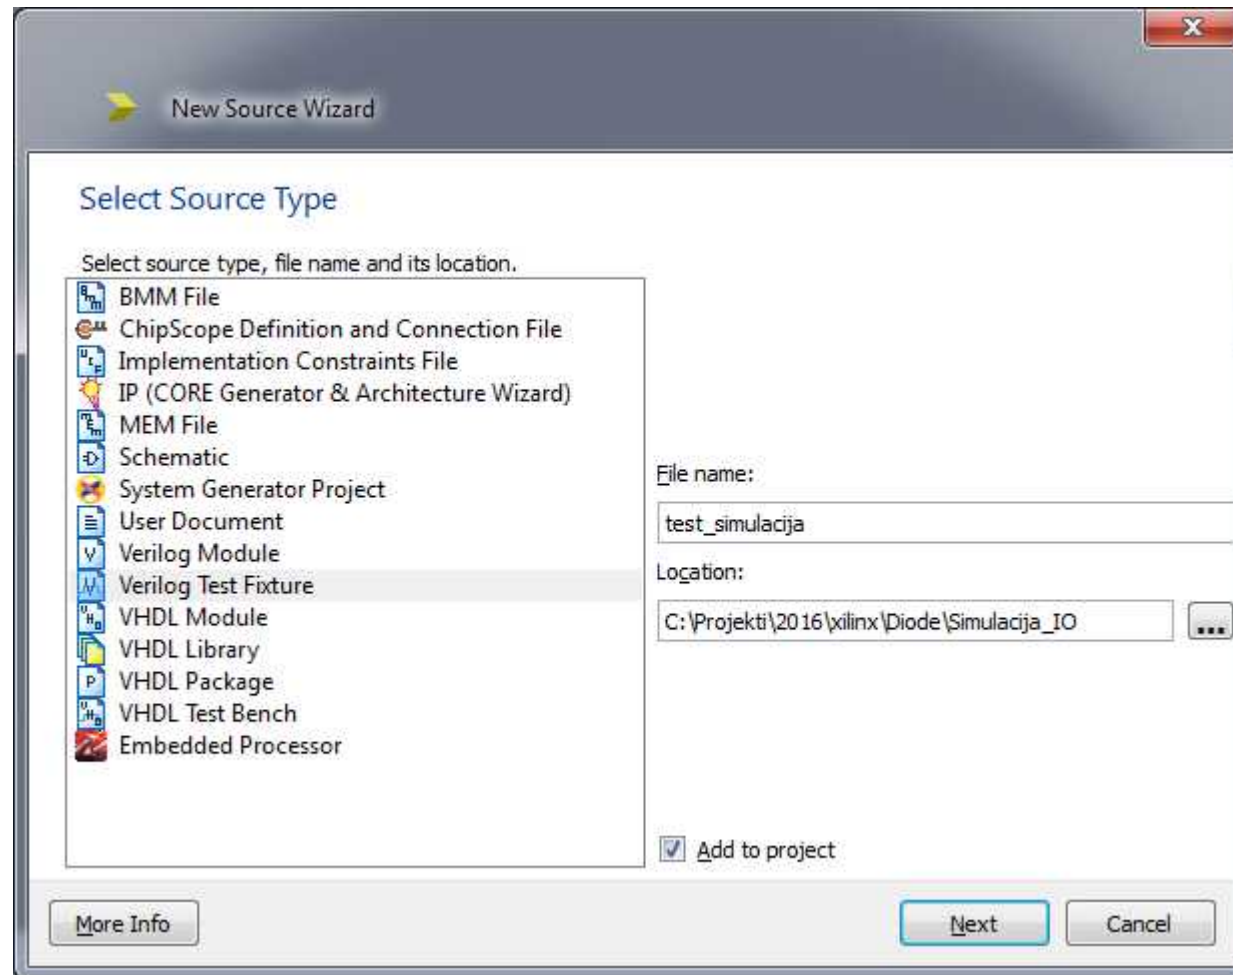 New Source Wizard
Select Source Type
Select source type, file name and its location.
BMM File
ChipScope Definition and Connection File
Implementation Constraints File
IP (CORE Generator & Architecture Wizard)
MEM File
Schematic
System Generator Project
User Document
Verilog Module
Verilog Test Fixture
VHDL Module
VHDL Library
VHDL Package
VHDL Test Bench
Embedded Processor
File name:
test_simulacija
Location:
C:\Projekti\2016\xilinx\Diode\Simulacija_IO
...
Add to project
More Info
Next
Cancel